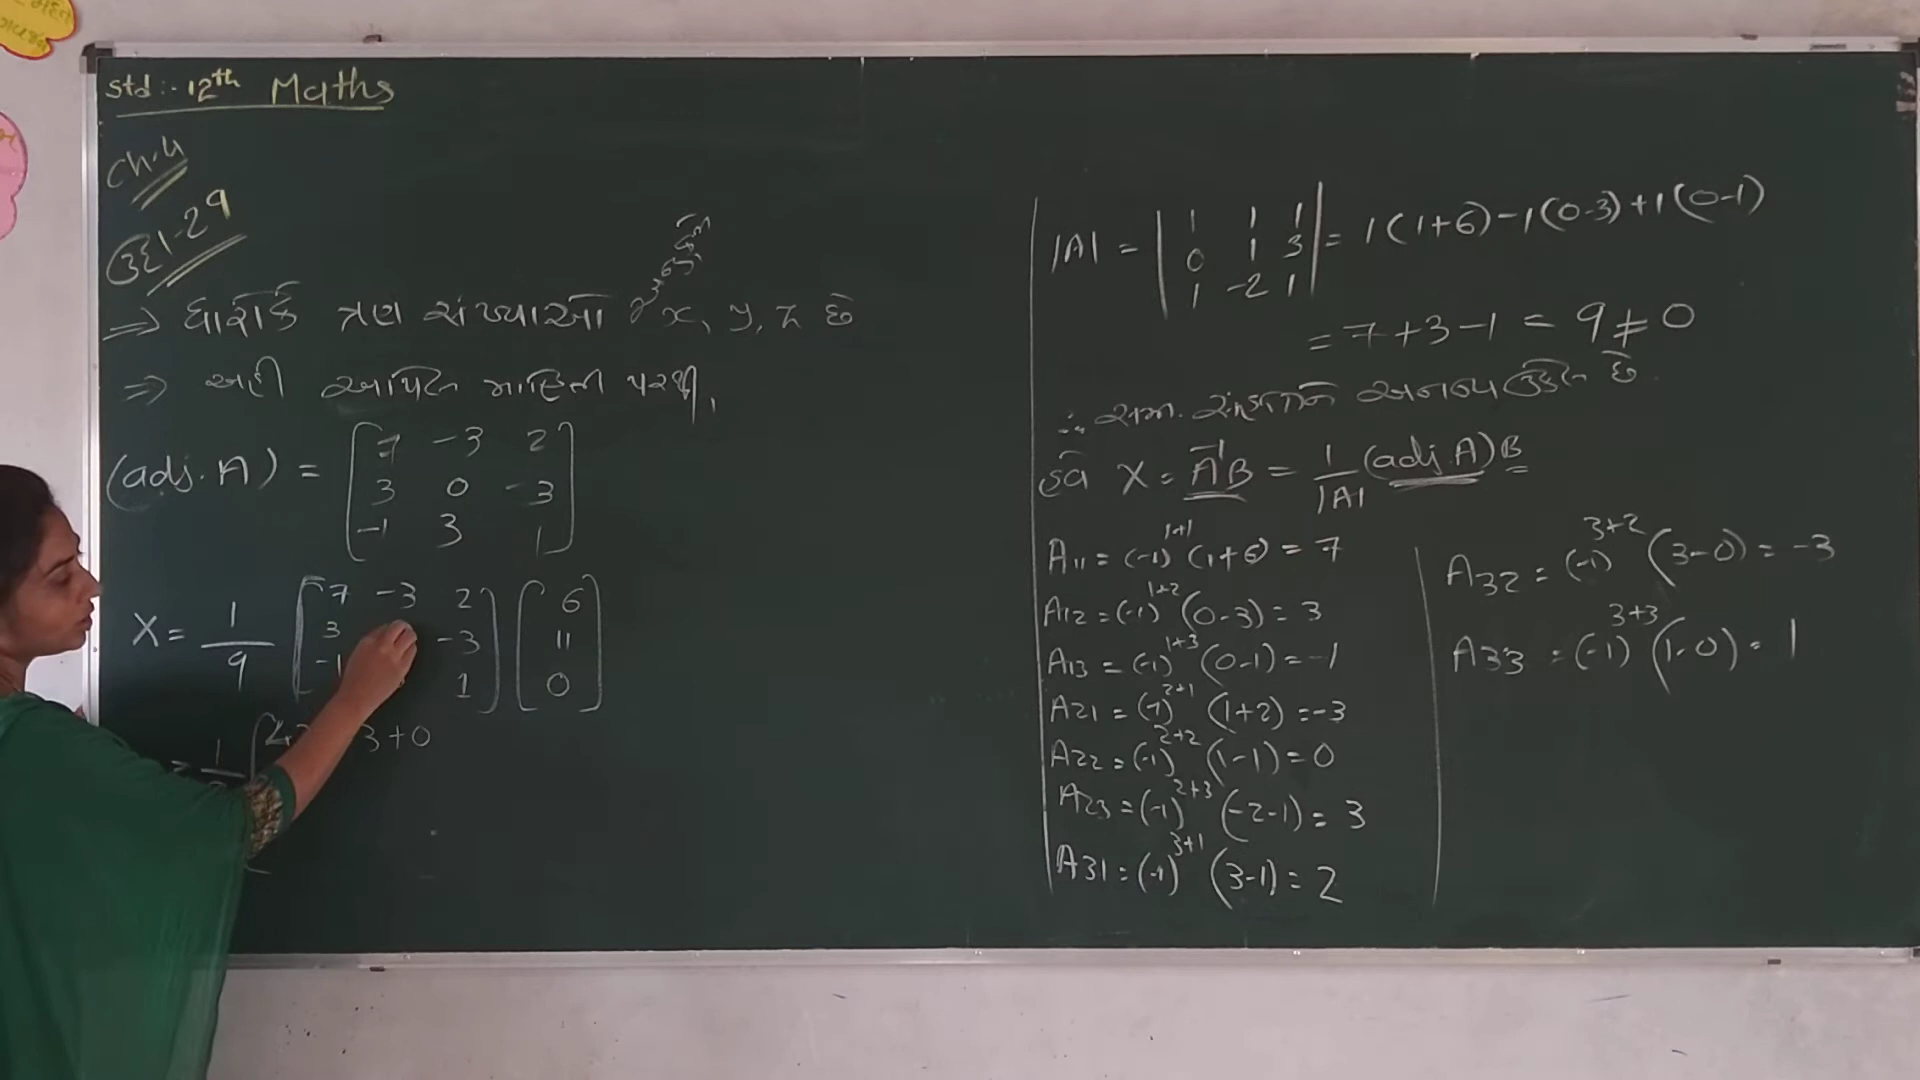 Std :- 12th Maths
Ch. 4
ઉદા-29
⇒ ધારોકે ત્રણ સંખ્યાઓ x, y, z છે
⇒ અહી આપેલ માહિતી પરથી,
(adj. A) = [ 7 -3 2
3 0 -3
-1 3 1 ]
X = 1/9 [ 7 -3 2
3 -3
-1 1 ] [ 6
11
0 ]
= 1 [ 42 3+0
|A| = | 1 1 1
0 1 3
1 -2 1 | = 1(1+6) -1(0-3) +1(0-1)
= 7+3-1 = 9 ≠ 0
∴ સમ. સંહતિને અનન્ય ઉકેલ છે.
હવે X = A⁻¹B = 1/|A| (adj. A) B
A11 = (-1)^1+1 (1+6) = 7
A12 = (-1)^1+2 (0-3) = 3
A13 = (-1)^1+3 (0-1) = -1
A21 = (-1)^2+1 (1+2) = -3
A22 = (-1)^2+2 (1-1) = 0
A23 = (-1)^2+3 (-2-1) = 3
A31 = (-1)^3+1 (3-1) = 2
A32 = (-1)^3+2 (3-0) = -3
A33 = (-1)^3+3 (1-0) = 1